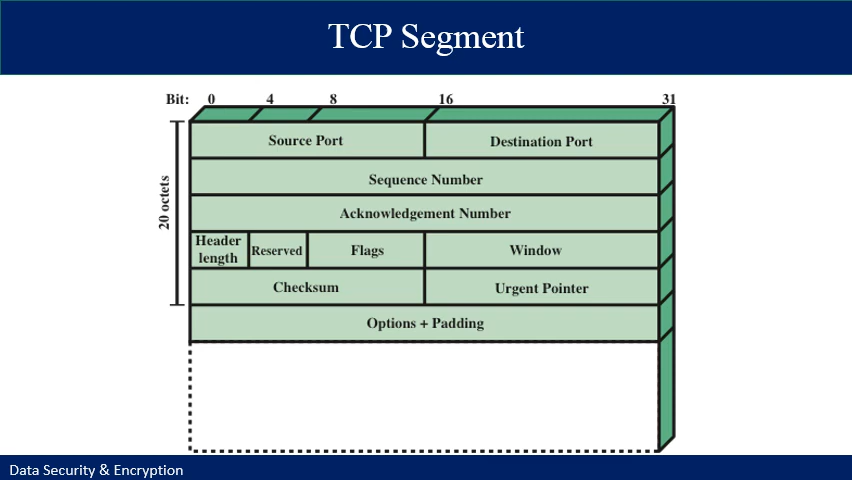 TCP Segment
Bit: 0 4 8 16 31
20 octets
Source Port Destination Port
Sequence Number
Acknowledgement Number
Header
length
Reserved Flags Window
Checksum Urgent Pointer
Options + Padding
Data Security & Encryption